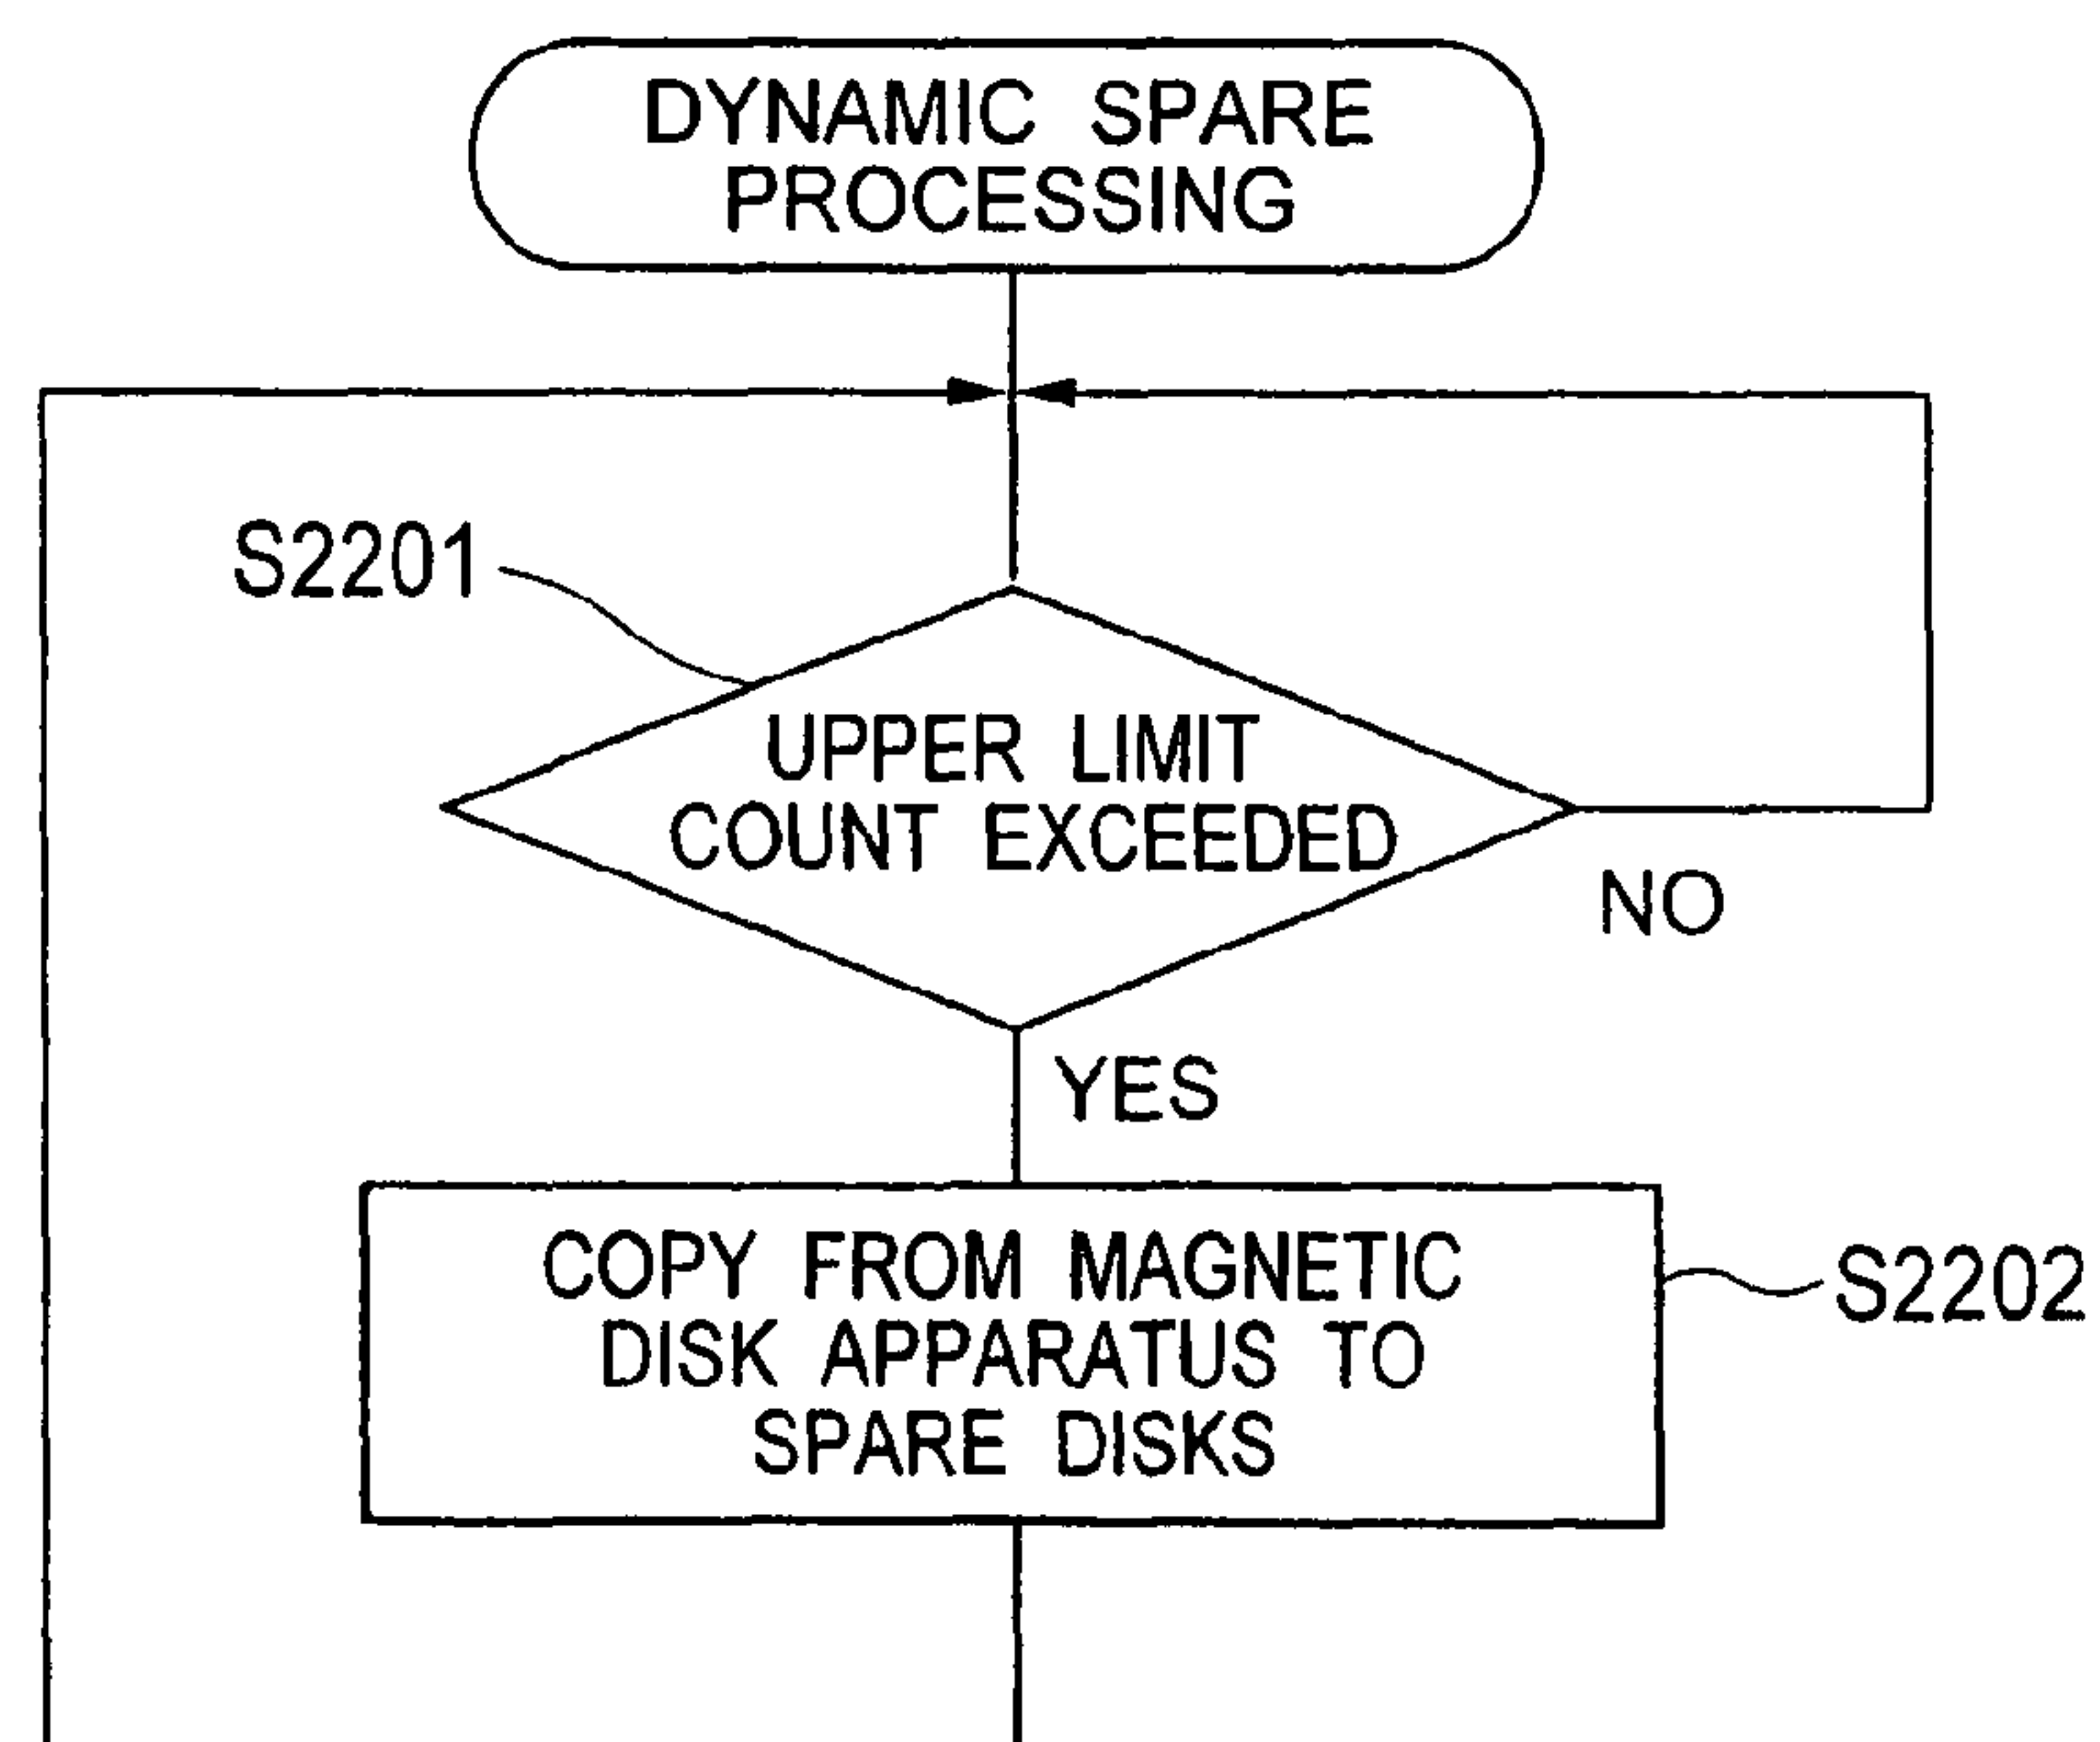 DYNAMIC SPARE
PROCESSING
S2201
UPPER LIMIT
COUNT EXCEEDED
NO
YES
COPY FROM MAGNETIC
DISK APPARATUS TO
SPARE DISKS
S2202